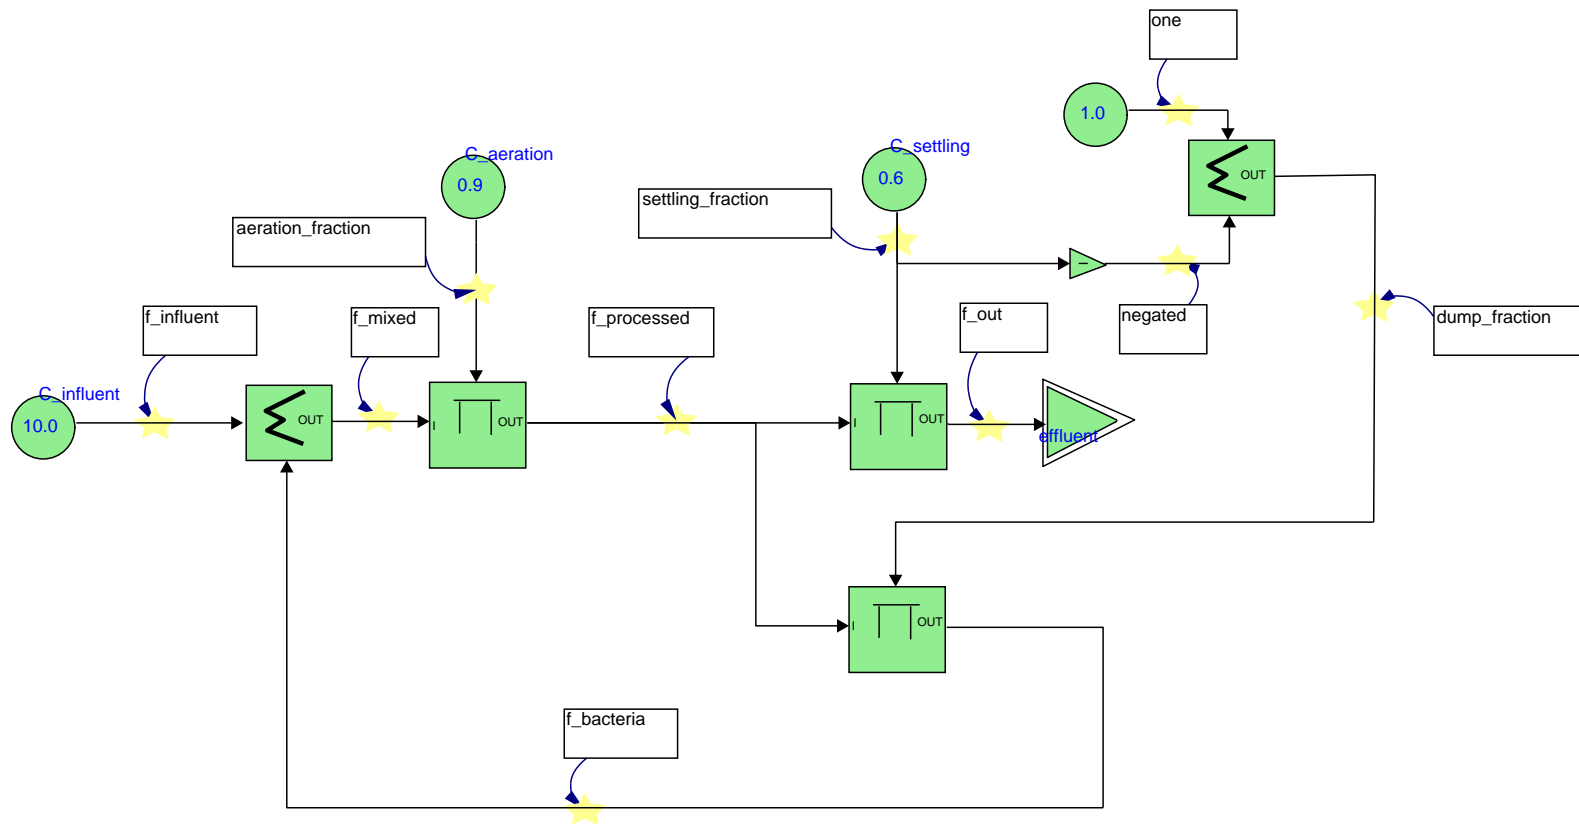 one
1.0
OUT
C_aeration
0.9
C_settling
0.6
settling_fraction
aeration_fraction
f_influent
f_mixed
f_processed
f_out
negated
dump_fraction
C_influent
10.0
OUT
I
OUT
I
OUT
effluent
I
OUT
f_bacteria